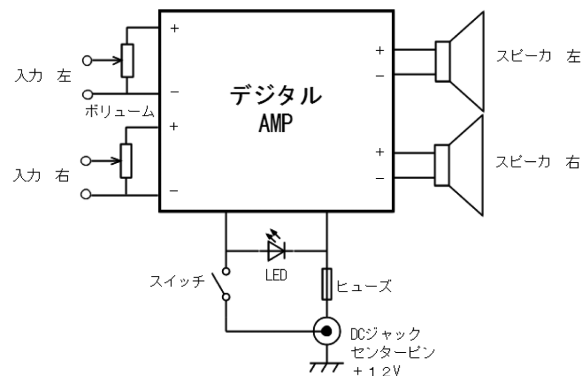 +
入力 左
−
ボリューム
+
入力 右
−
デジタル
AMP
+
−
スピーカ 左
+
−
スピーカ 右
スイッチ
LED
ヒューズ
DCジャック
センターピン
+12V